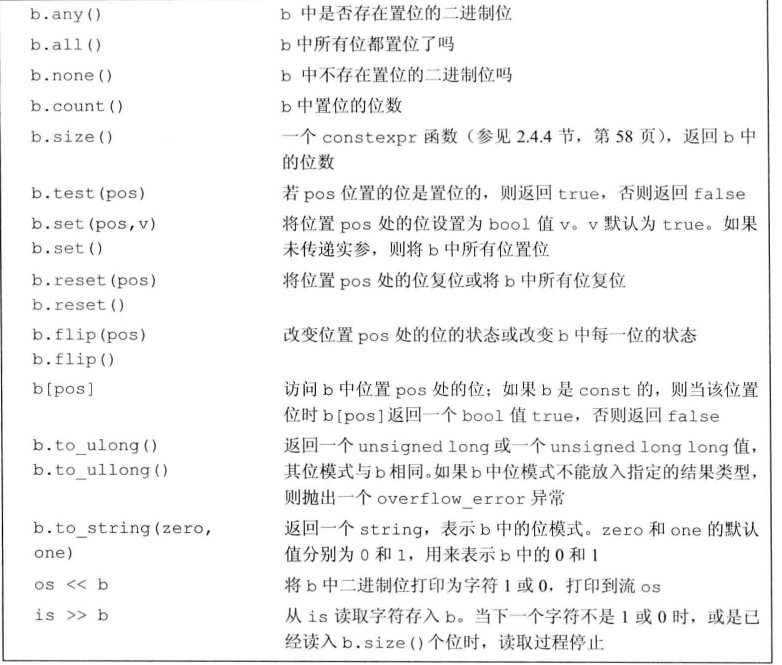 b.any() b 中是否存在置位的二进制位
b.all() b 中所有位都置位了吗
b.none() b 中不存在置位的二进制位吗
b.count() b 中置位的位数
b.size() 一个 constexpr 函数（参见 2.4.4 节，第 58 页），返回 b 中
的位数
b.test(pos) 若 pos 位置的位是置位的，则返回 true，否则返回 false
b.set(pos,v) 将位置 pos 处的位设置为 bool 值 v。v 默认为 true。如果
b.set() 未传递实参，则将 b 中所有位置位
b.reset(pos) 将位置 pos 处的位复位或将 b 中所有位复位
b.reset()
b.flip(pos) 改变位置 pos 处的位的状态或改变 b 中每一位的状态
b.flip()
b[pos] 访问 b 中位置 pos 处的位；如果 b 是 const 的，则当该位置
位时 b[pos]返回一个 bool 值 true，否则返回 false
b.to_ulong() 返回一个 unsigned long 或一个 unsigned long long 值，
b.to_ullong() 其位模式与 b 相同。如果 b 中位模式不能放入指定的结果类型，
则抛出一个 overflow_error 异常
b.to_string(zero, 返回一个 string，表示 b 中的位模式。zero 和 one 的默认
one) 值分别为 0 和 1，用来表示 b 中的 0 和 1
os << b 将 b 中二进制位打印为字符 1 或 0，打印到流 os
is >> b 从 is 读取字符存入 b。当下一个字符不是 1 或 0 时，或是已
经读入 b.size()个位时，读取过程停止